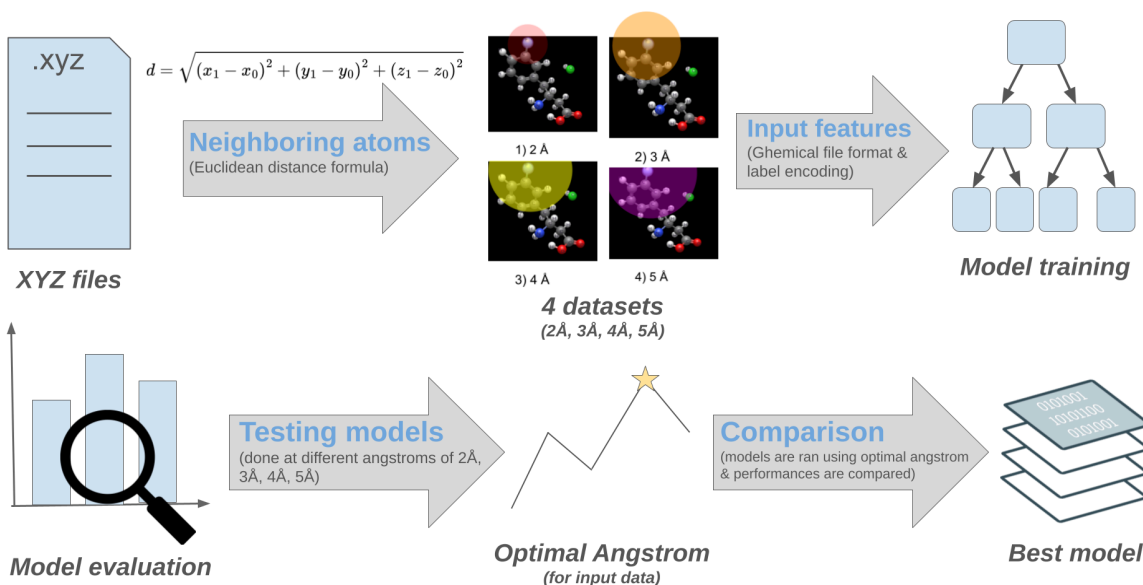 .xyz
d = √(x₁ − x₀)² + (y₁ − y₀)² + (z₁ − z₀)²
Neighboring atoms
(Euclidean distance formula)
XYZ files
1) 2 Å
2) 3 Å
3) 4 Å
4) 5 Å
4 datasets
(2Å, 3Å, 4Å, 5Å)
Input features
(Ghemical file format &
label encoding)
Model training
Model evaluation
Testing models
(done at different angstroms of 2Å,
3Å, 4Å, 5Å)
Optimal Angstrom
(for input data)
Comparison
(models are ran using optimal angstrom
& performances are compared)
0101001
10101100
0101001
Best model